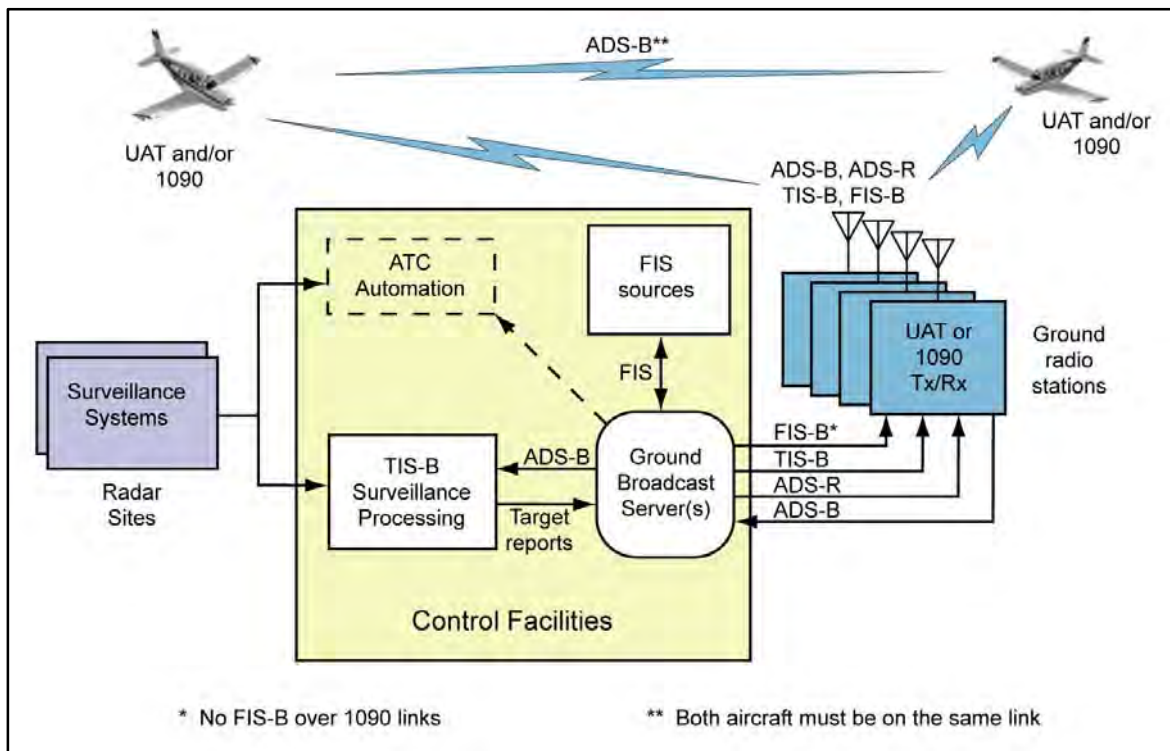 ADS-B**
UAT and/or
1090
UAT and/or
1090
ADS-B, ADS-R
TIS-B, FIS-B
ATC
Automation
FIS
sources
UAT or
1090
Tx/Rx
Ground
radio
stations
Surveillance
Systems
Radar
Sites
FIS
TIS-B
Surveillance
Processing
ADS-B
Target
reports
Ground
Broadcast
Server(s)
FIS-B*
TIS-B
ADS-R
ADS-B
Control Facilities
* No FIS-B over 1090 links
** Both aircraft must be on the same link